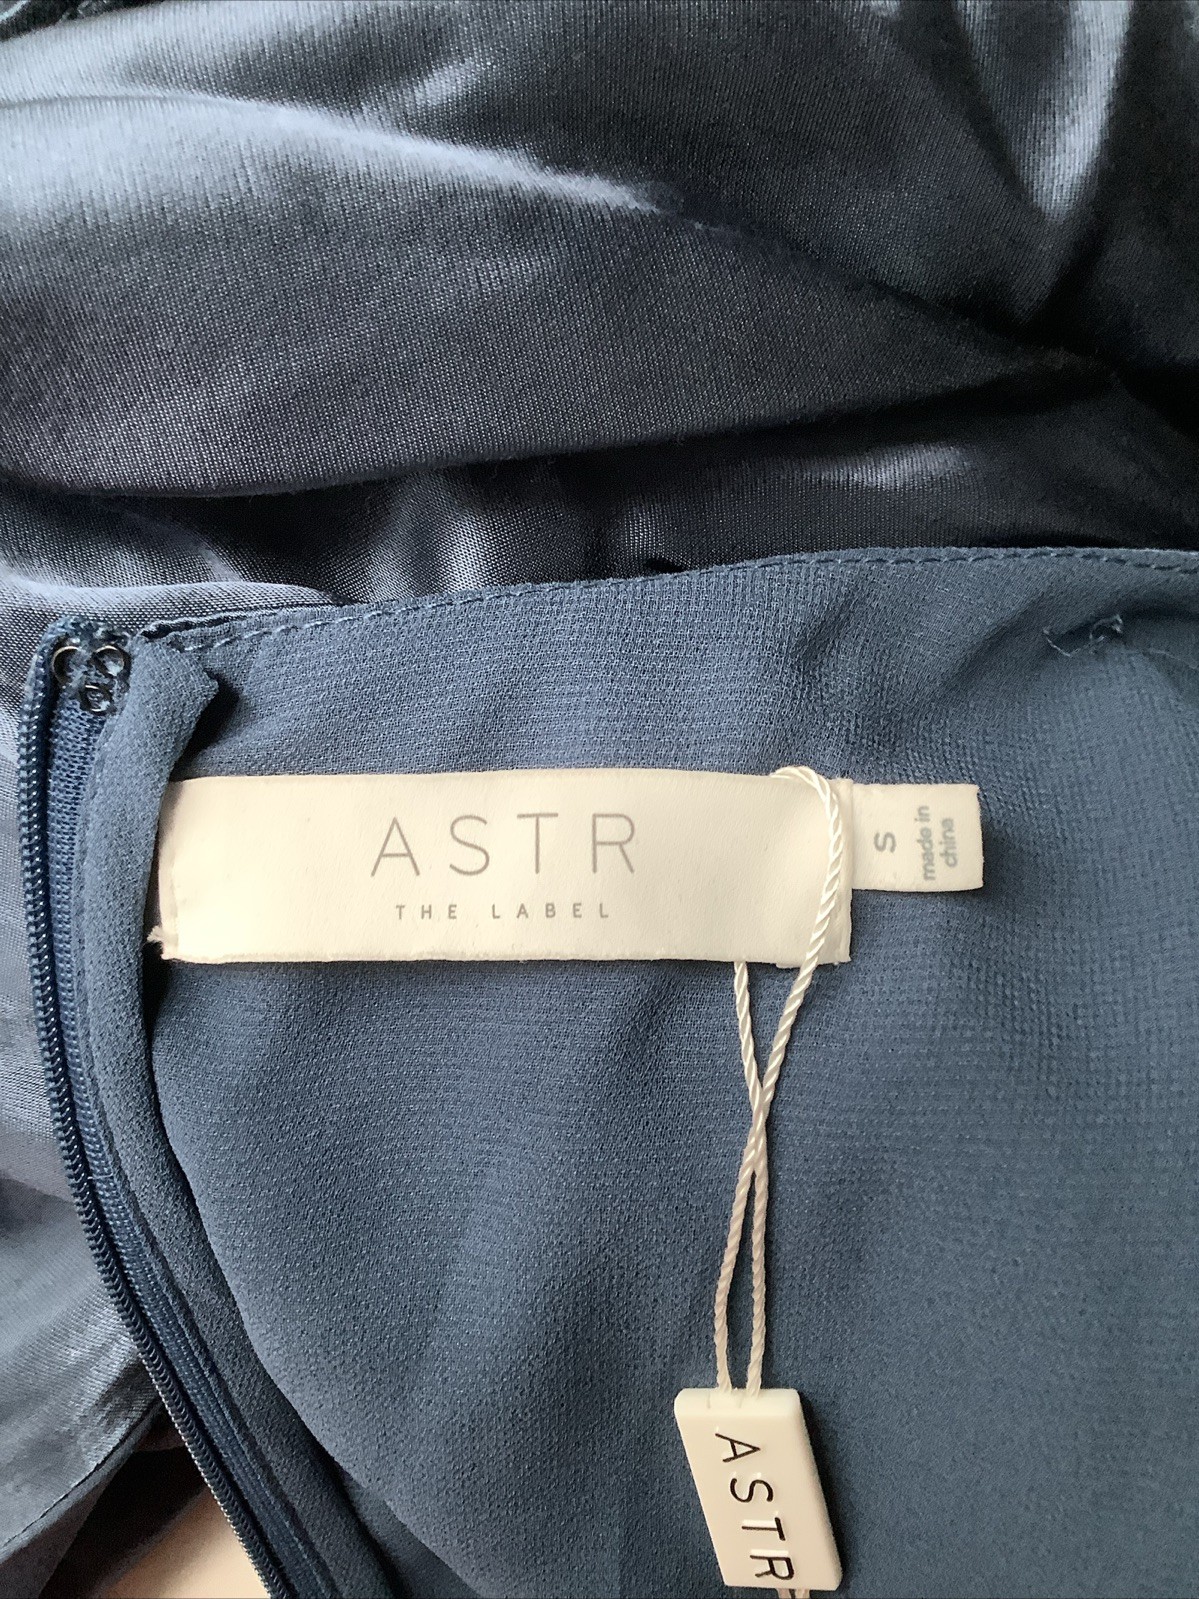 ASTR
THE LABEL
S
made in
china
ASTR